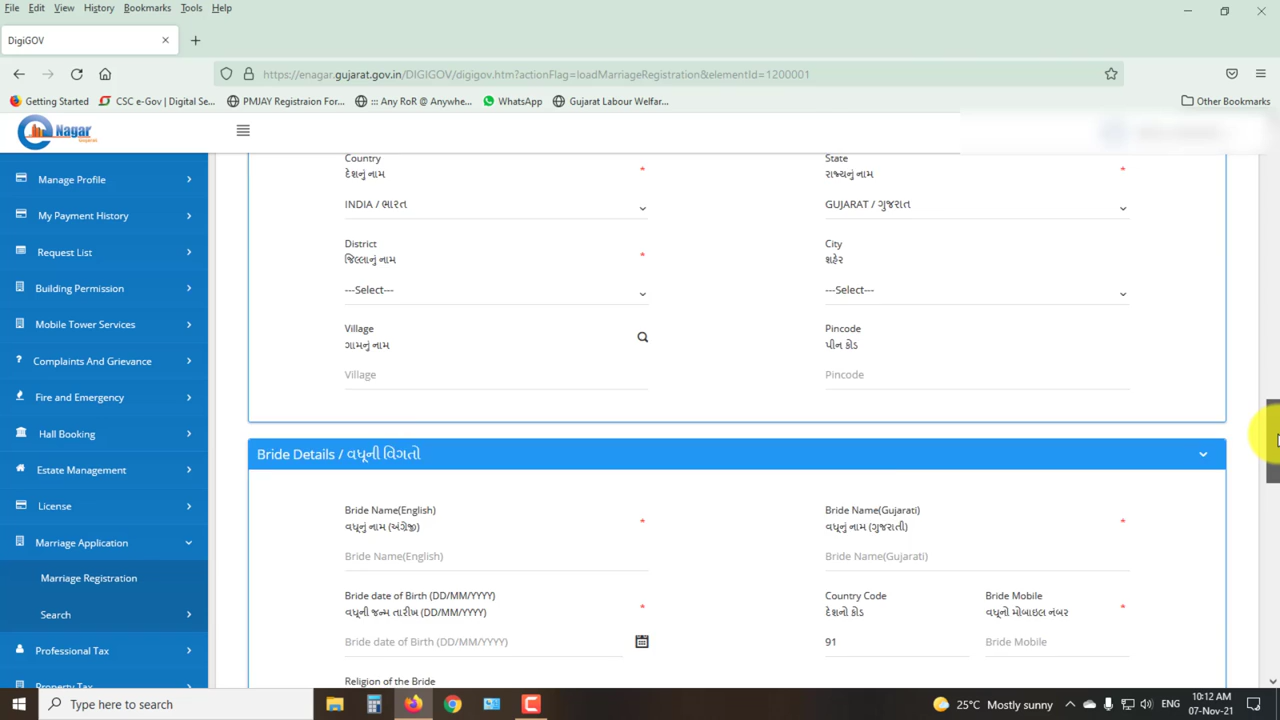 File Edit View History Bookmarks Tools Help
DigiGOV
https://enagar.gujarat.gov.in/DIGIGOV/digigov.htm?actionFlag=loadMarriageRegistration&elementId=1200001
Getting Started CSC e-Gov | Digital Se... PMJAY Registraion For... ::: Any RoR @ Anywhe... WhatsApp Gujarat Labour Welfar... Other Bookmarks
Nagar
Manage Profile
My Payment History
Request List
Building Permission
Mobile Tower Services
Complaints And Grievance
Fire and Emergency
Hall Booking
Estate Management
License
Marriage Application
Marriage Registration
Search
Professional Tax
Property Tax
Country State
દેશનું નામ * રાજ્યનું નામ *
INDIA / ભારત GUJARAT / ગુજરાત
District City
જિલ્લાનું નામ * શહેર
---Select--- ---Select---
Village Pincode
ગામનું નામ પીન કોડ
Village Pincode
Bride Details / વધૂની વિગતો
Bride Name(English) Bride Name(Gujarati)
વધૂનું નામ (અંગ્રેજી) * વધૂનું નામ (ગુજરાતી) *
Bride Name(English) Bride Name(Gujarati)
Bride date of Birth (DD/MM/YYYY) Country Code Bride Mobile
વધૂની જન્મ તારીખ (DD/MM/YYYY) * દેશનો કોડ વધૂનો મોબાઇલ નંબર *
Bride date of Birth (DD/MM/YYYY) 91 Bride Mobile
Religion of the Bride
Type here to search 25°C Mostly sunny ENG 10:12 AM
07-Nov-21